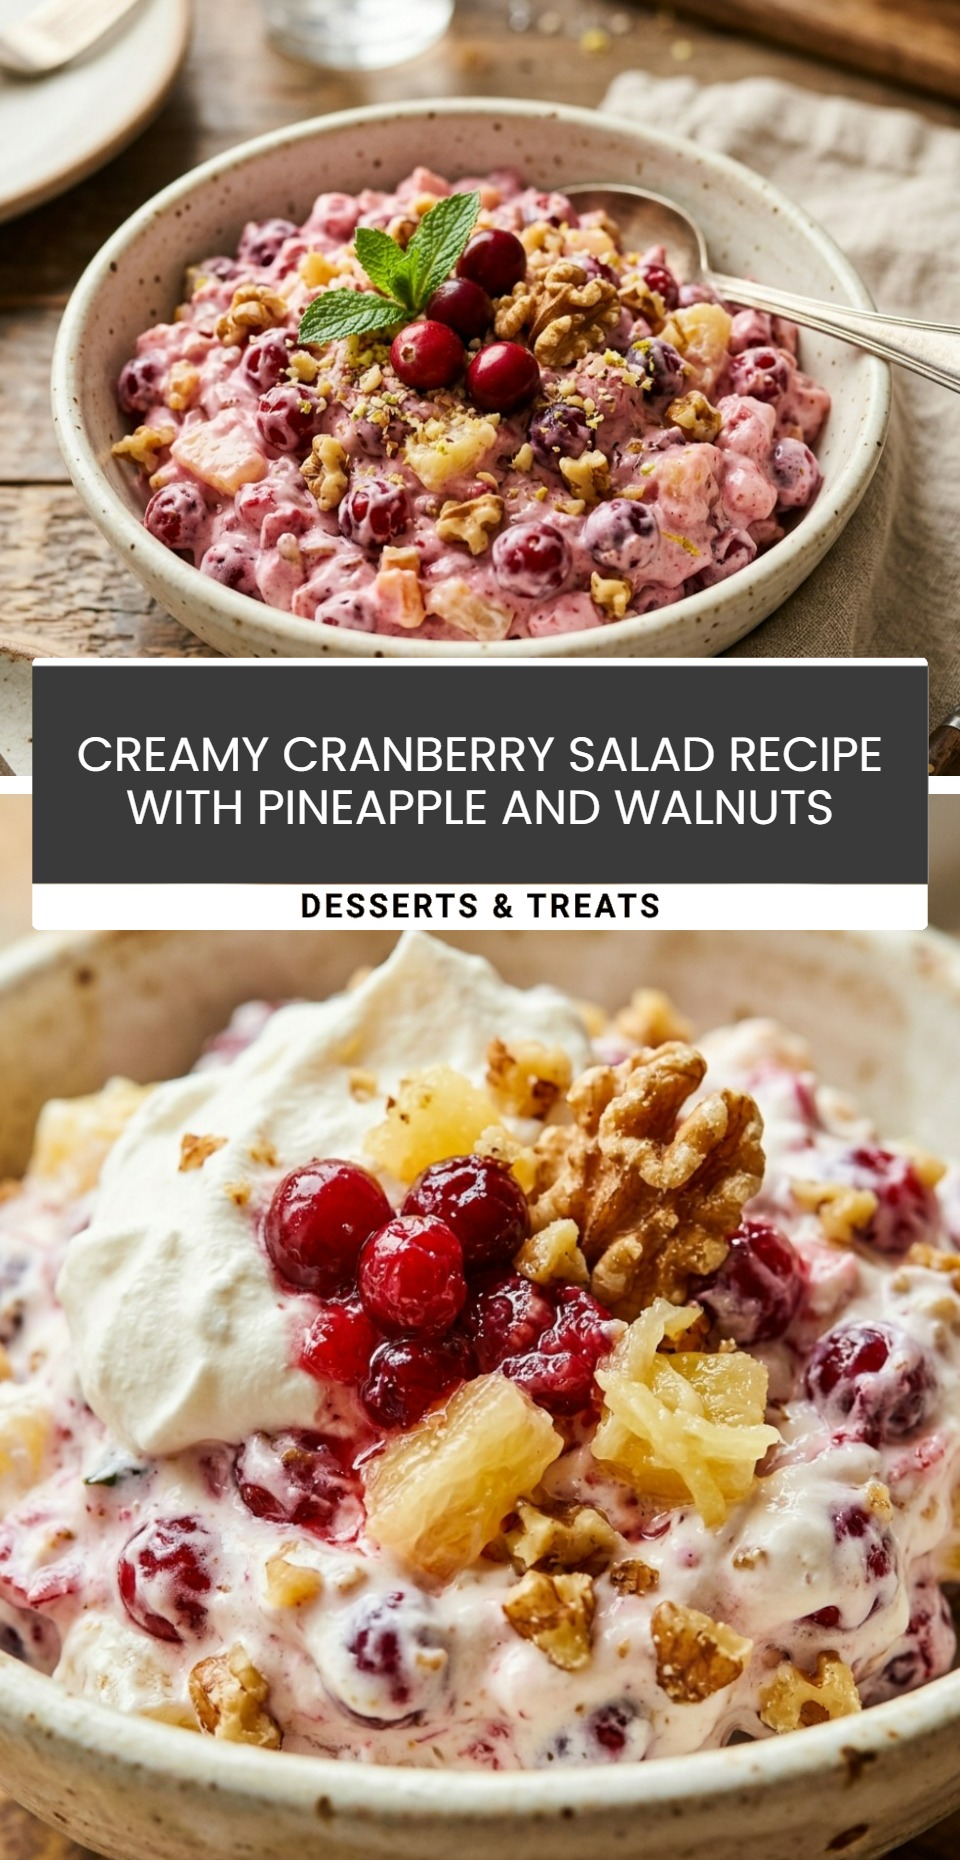 CREAMY CRANBERRY SALAD RECIPE
WITH PINEAPPLE AND WALNUTS
DESSERTS & TREATS